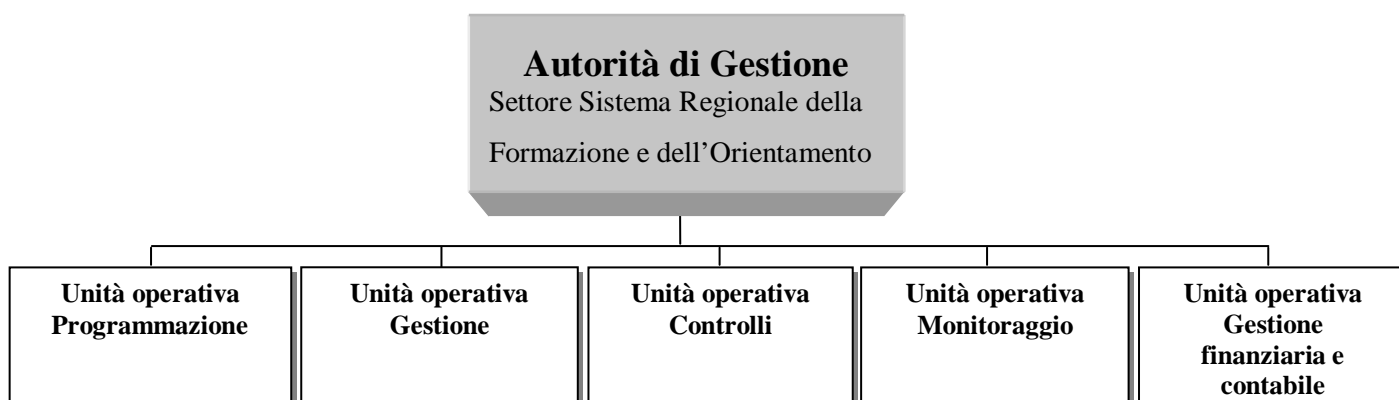 Autorità di Gestione
Settore Sistema Regionale della
Formazione e dell’Orientamento
Unità operativa
Programmazione
Unità operativa
Gestione
Unità operativa
Controlli
Unità operativa
Monitoraggio
Unità operativa
Gestione
finanziaria e
contabile